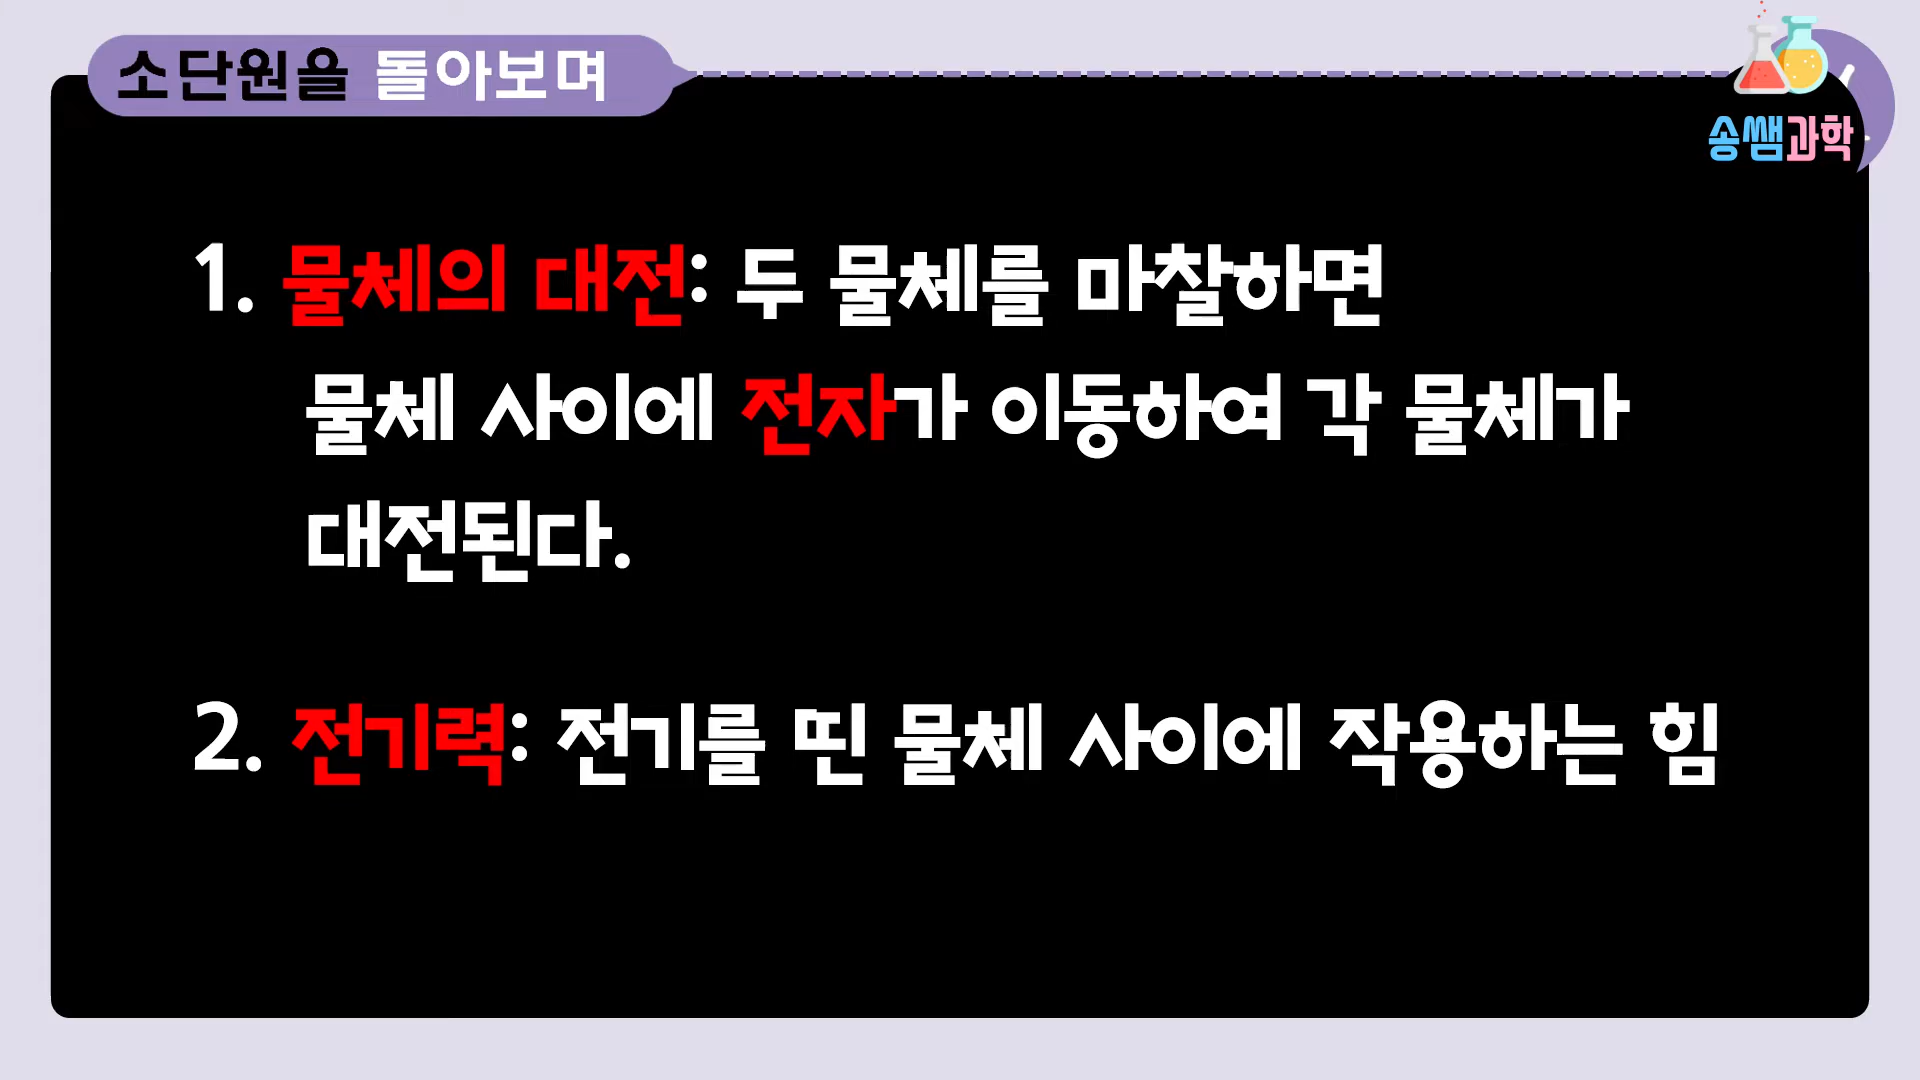 소단원을 돌아보며
송쌤과학
1. 물체의 대전: 두 물체를 마찰하면
물체 사이에 전자가 이동하여 각 물체가
대전된다.
2. 전기력: 전기를 띤 물체 사이에 작용하는 힘